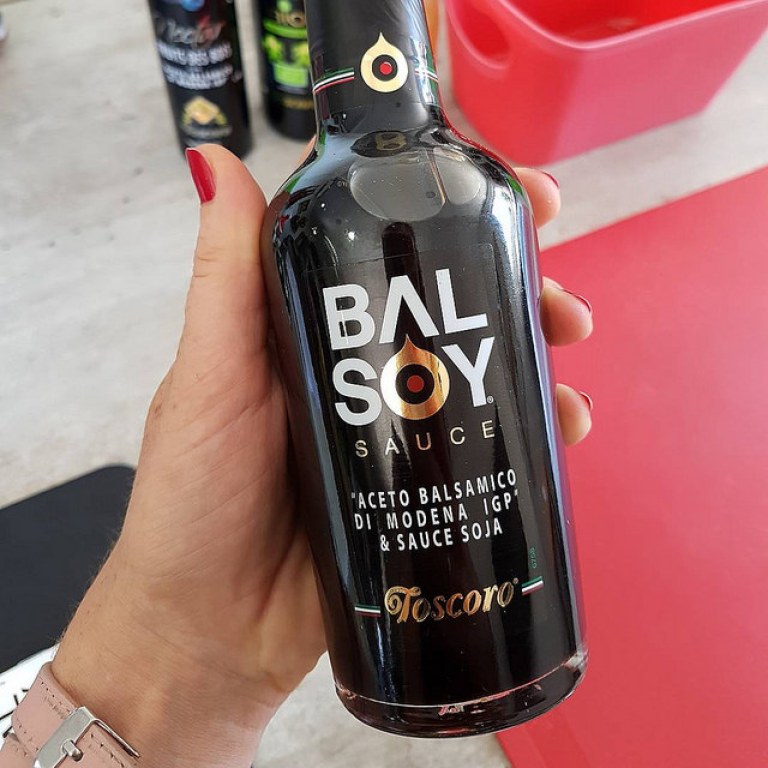 BAL
SOY®
SAUCE
"ACETO BALSAMICO
DI MODENA IGP"
& SAUCE SOJA
Toscoro®